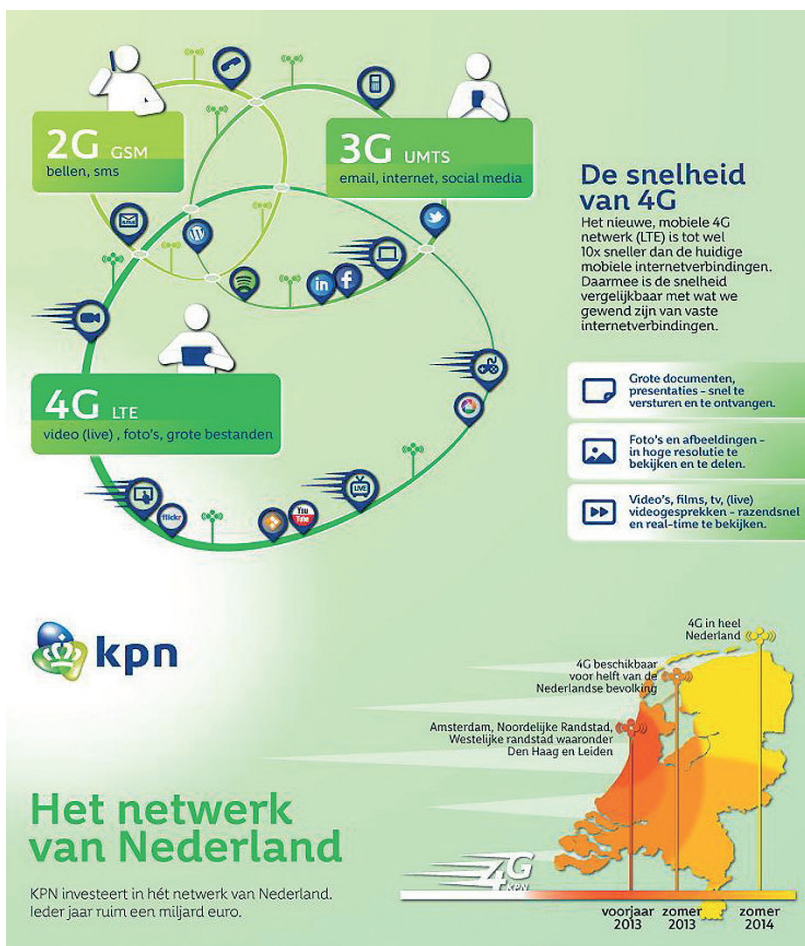 2G GSM
bellen, sms
3G UMTS
email, internet, social media
De snelheid
van 4G
Het nieuwe, mobiele 4G
netwerk (LTE) is tot wel
10x sneller dan de huidige
mobiele internetverbindingen.
Daarmee is de snelheid
vergelijkbaar met wat we
gewend zijn van vaste
internetverbindingen.
in
f
4G LTE
video (live) , foto's, grote bestanden
Grote documenten,
presentaties - snel te
versturen en te ontvangen.
Foto's en afbeeldingen -
in hoge resolutie te
bekijken en te delen.
Video's, films, tv, (live)
videogesprekken - razendsnel
en real-time te bekijken.
LIVE
flickr
You
Tube
kpn
4G in heel
Nederland
4G beschikbaar
voor helft van de
Nederlandse bevolking
Amsterdam, Noordelijke Randstad,
Westelijke randstad waaronder
Den Haag en Leiden
Het netwerk
van Nederland
KPN investeert in hét netwerk van Nederland.
Ieder jaar ruim een miljard euro.
4G
KPN
voorjaar
2013
zomer
2013
zomer
2014